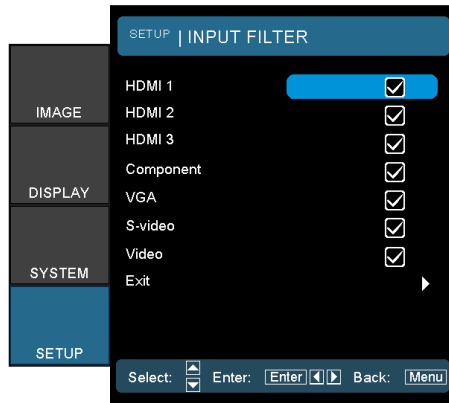 SETUP | INPUT FILTER
HDMI 1
HDMI 2
HDMI 3
Component
VGA
S-video
Video
Exit
IMAGE
DISPLAY
SYSTEM
SETUP
Select: Enter: Enter Back: Menu